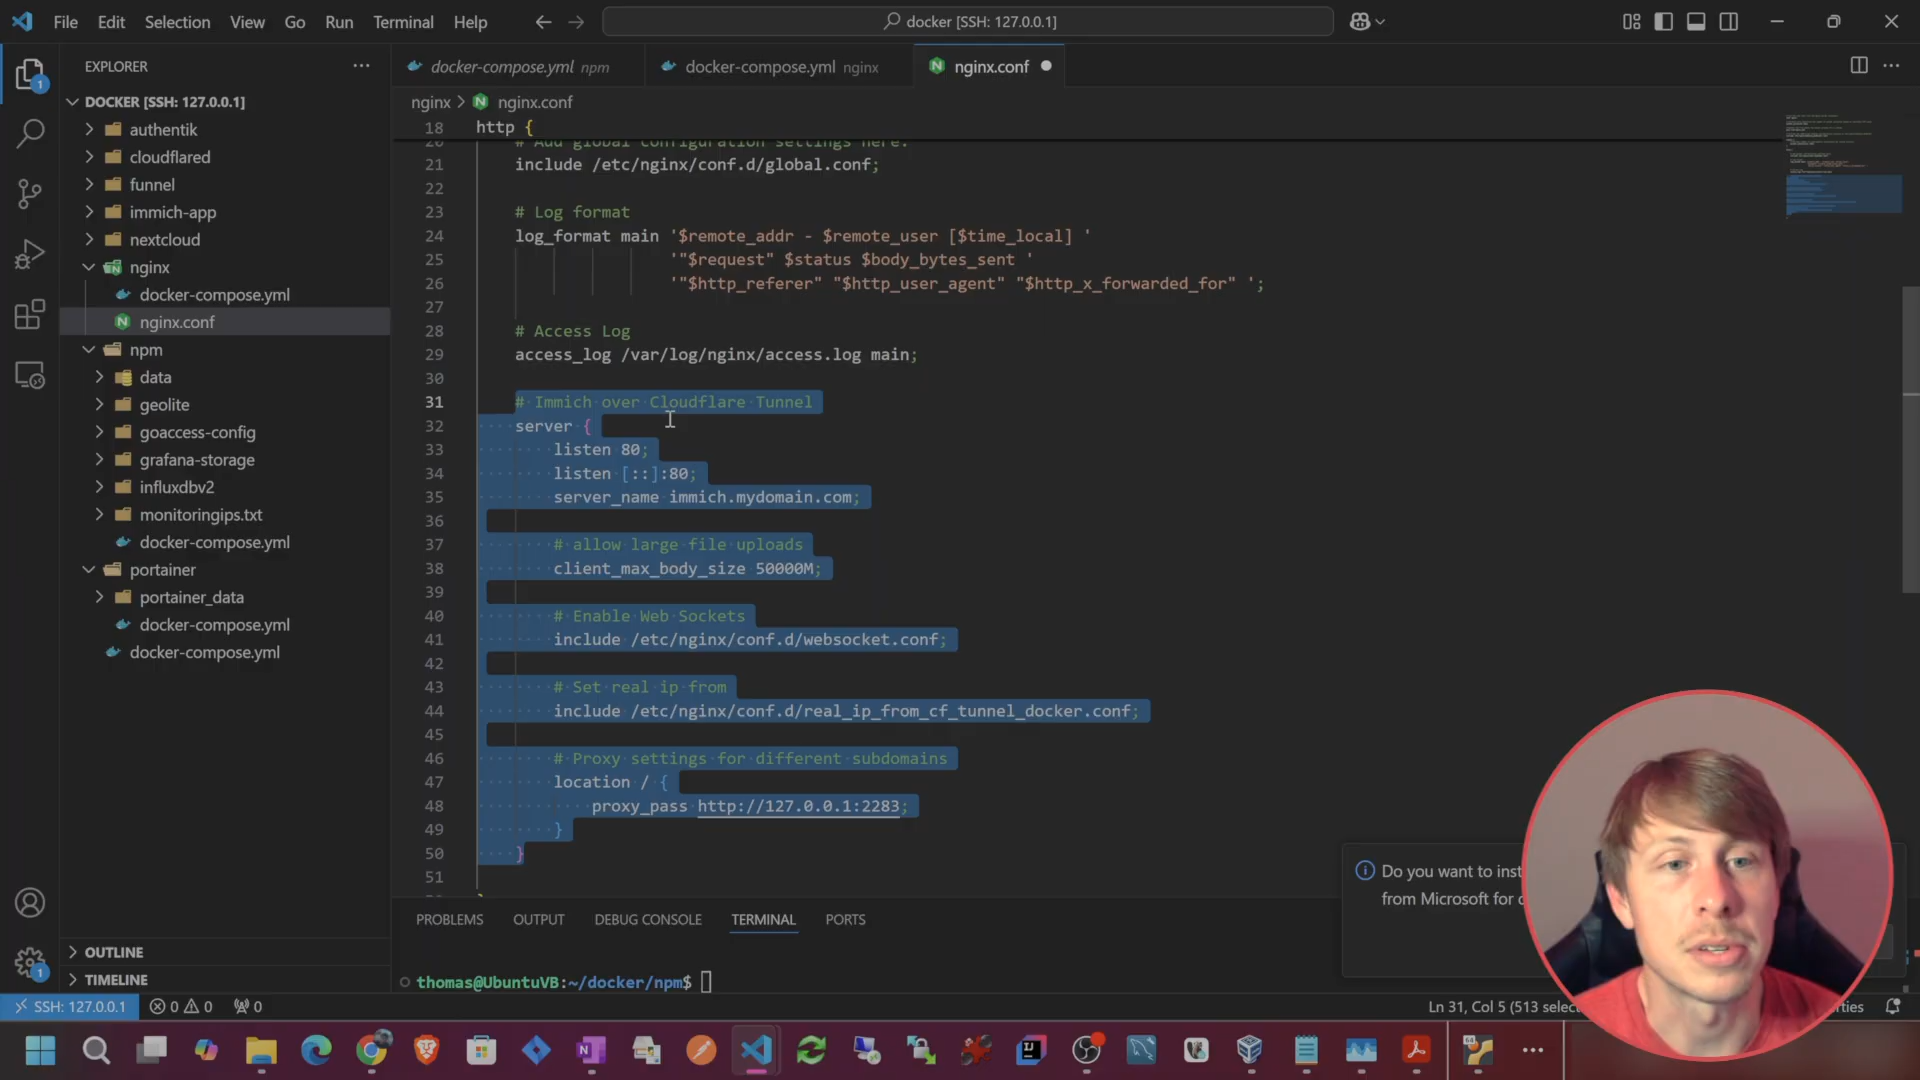 File Edit Selection View Go Run Terminal Help
docker [SSH: 127.0.0.1]
EXPLORER
DOCKER [SSH: 127.0.0.1]
authentik
cloudflared
funnel
immich-app
nextcloud
nginx
docker-compose.yml
nginx.conf
npm
data
geolite
goaccess-config
grafana-storage
influxdbv2
monitoringips.txt
docker-compose.yml
portainer
portainer_data
docker-compose.yml
docker-compose.yml
OUTLINE
TIMELINE
docker-compose.yml npm
docker-compose.yml nginx
nginx.conf
nginx > nginx.conf
18 http {
20 # Add global configuration settings here.
21 include /etc/nginx/conf.d/global.conf;
22
23 # Log format
24 log_format main '$remote_addr - $remote_user [$time_local] '
25 '"$request" $status $body_bytes_sent '
26 '"$http_referer" "$http_user_agent" "$http_x_forwarded_for" ';
27
28 # Access Log
29 access_log /var/log/nginx/access.log main;
30
31 # Immich over Cloudflare Tunnel
32 server {
33 listen 80;
34 listen [::]:80;
35 server_name immich.mydomain.com;
36
37 # allow large file uploads
38 client_max_body_size 50000M;
39
40 # Enable Web Sockets
41 include /etc/nginx/conf.d/websocket.conf;
42
43 # Set real ip from
44 include /etc/nginx/conf.d/real_ip_from_cf_tunnel_docker.conf;
45
46 # Proxy settings for different subdomains
47 location / {
48 proxy_pass http://127.0.0.1:2283;
49 }
50 }
51
PROBLEMS OUTPUT DEBUG CONSOLE TERMINAL PORTS
thomas@UbuntuVB:~/docker/npm$
Do you want to inst
from Microsoft for
SSH: 127.0.0.1 0 0 0
Ln 31, Col 5 (513 selec
rties